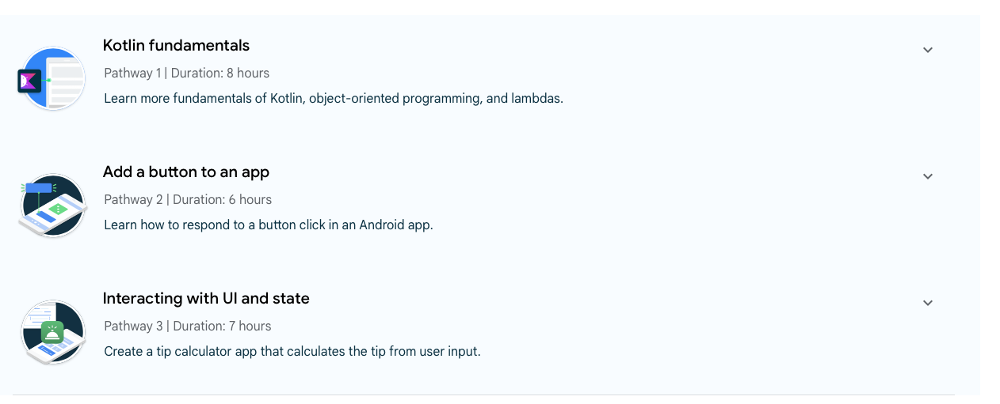 Kotlin fundamentals
Pathway 1 | Duration: 8 hours
Learn more fundamentals of Kotlin, object-oriented programming, and lambdas.
Add a button to an app
Pathway 2 | Duration: 6 hours
Learn how to respond to a button click in an Android app.
Interacting with UI and state
Pathway 3 | Duration: 7 hours
Create a tip calculator app that calculates the tip from user input.